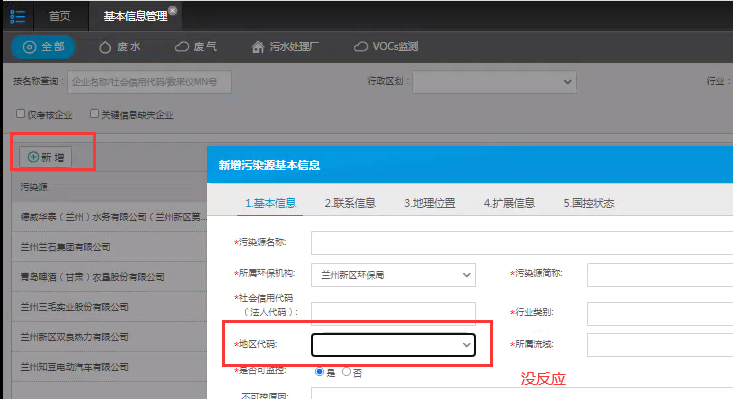 首页 基本信息管理
全部 废水 废气 污水处理厂 VOCs监测
按名称查询： 企业名称/社会信用代码/数采仪MN号 行政区划： 行业：
仅考核企业 关键信息缺失企业
新增
新增污染源基本信息
污染源
1.基本信息 2.联系信息 3.地理位置 4.扩展信息 5.国控状态
德威华泰（兰州）水务有限公司（兰州新区第...
*污染源名称：
兰州兰石集团有限公司
*所属环保机构： 兰州新区环保局 *污染源简称：
青岛啤酒（甘肃）农垦股份有限公司
*社会信用代码
（法人代码）： *行业类别：
兰州三毛实业股份有限公司
兰州新区双良热力有限公司
*地区代码： *所属流域：
兰州知豆电动汽车有限公司
*是否可监控： 是 否
没反应
不可控原因：